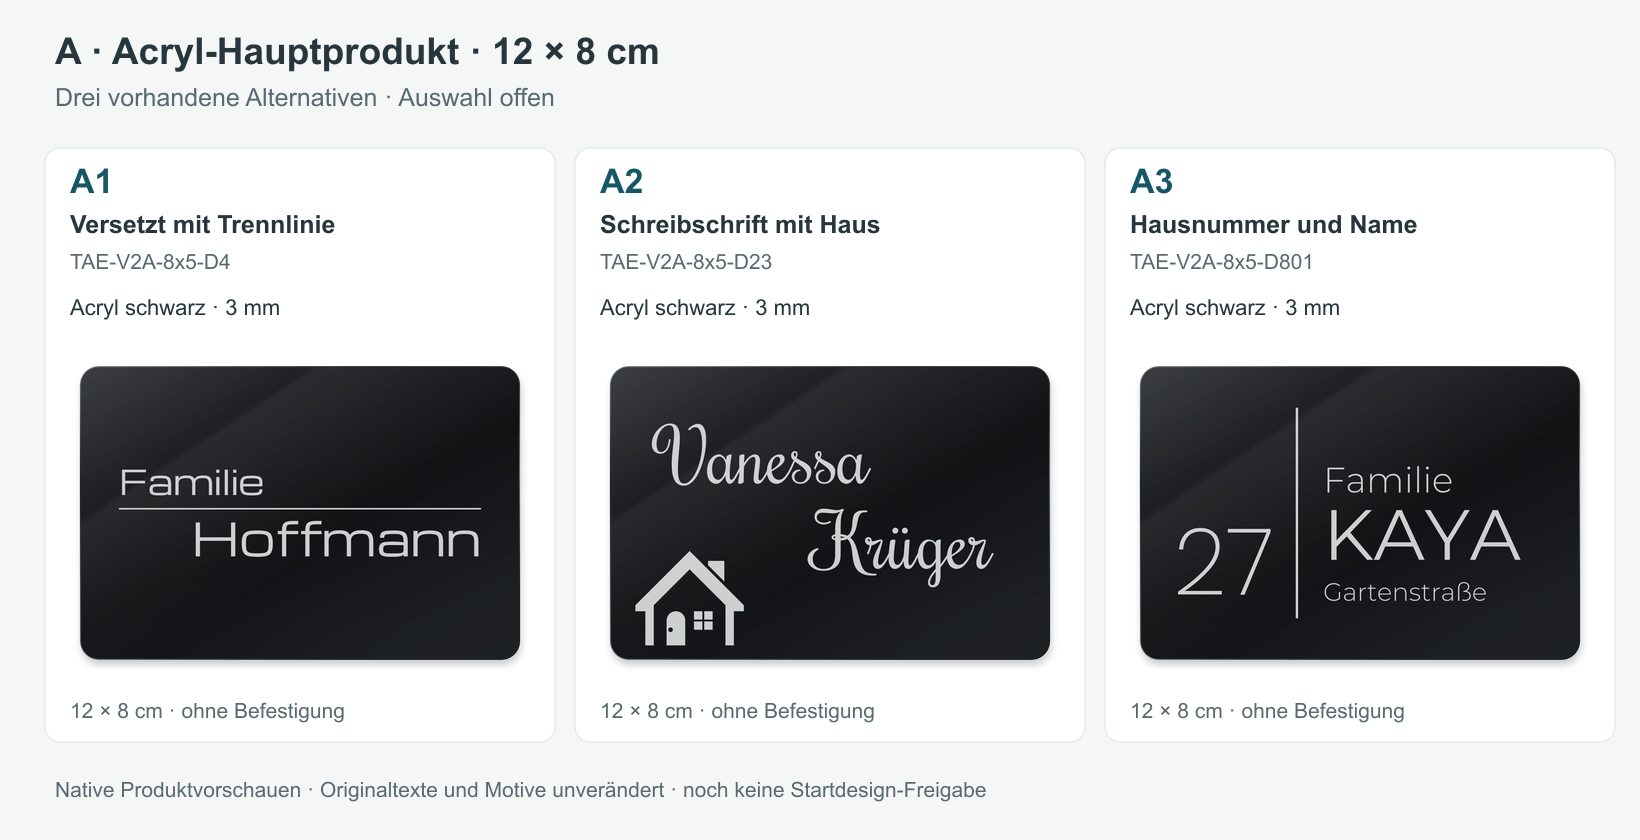 A · Acryl-Hauptprodukt · 12 × 8 cm
Drei vorhandene Alternativen · Auswahl offen
A1
Versetzt mit Trennlinie
TAE-V2A-8x5-D4
Acryl schwarz · 3 mm
Familie
Hoffmann
12 × 8 cm · ohne Befestigung
A2
Schreibschrift mit Haus
TAE-V2A-8x5-D23
Acryl schwarz · 3 mm
Vanessa
Krüger
12 × 8 cm · ohne Befestigung
A3
Hausnummer und Name
TAE-V2A-8x5-D801
Acryl schwarz · 3 mm
27
Familie
KAYA
Gartenstraße
12 × 8 cm · ohne Befestigung
Native Produktvorschauen · Originaltexte und Motive unverändert · noch keine Startdesign-Freigabe